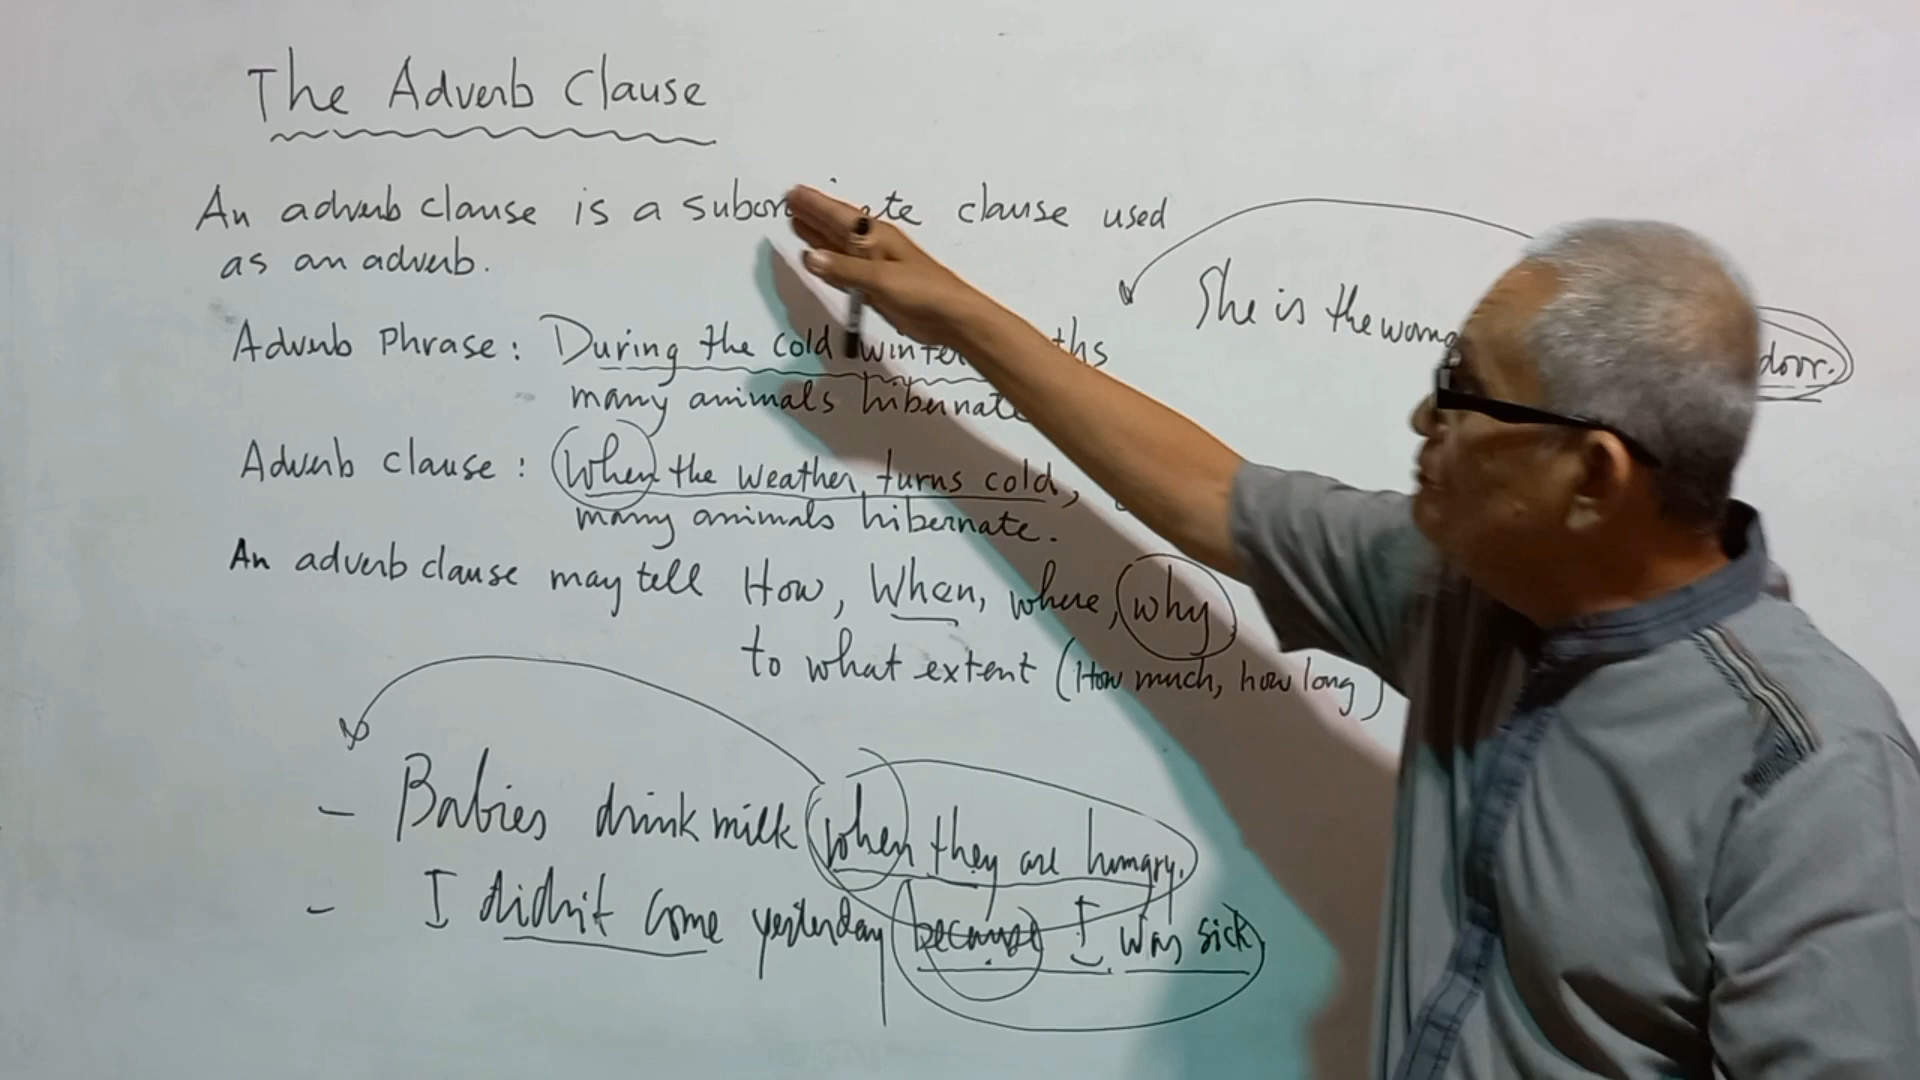 The Adverb Clause
An adverb clause is a clause used
as an adverb.
She is the door.
Adverb Phrase: During the cold
many animals hibernate
Adverb clause: When the weather turns cold,
many animals hibernate.
An adverb clause may tell How, When, where, why,
to what extent (How much, how long)
- Babies drink milk when they are hungry.
- I didn't come yesterday because I was sick